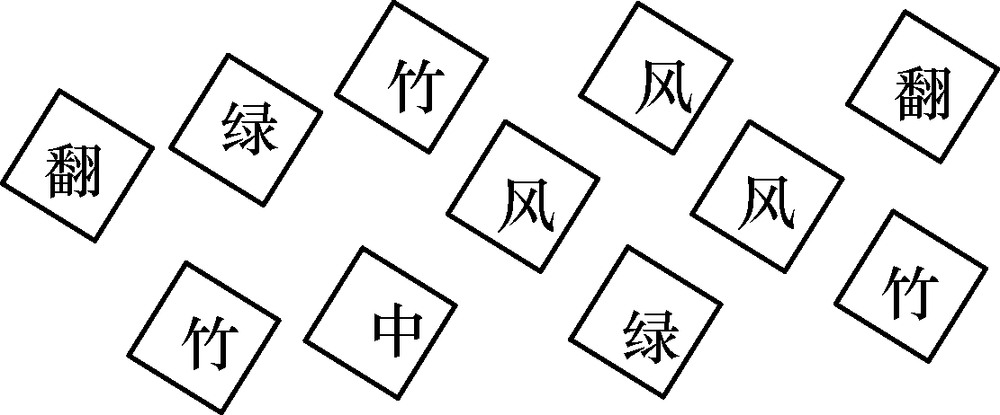 竹 风 翻
翻 绿 风 风
竹 中 绿 竹